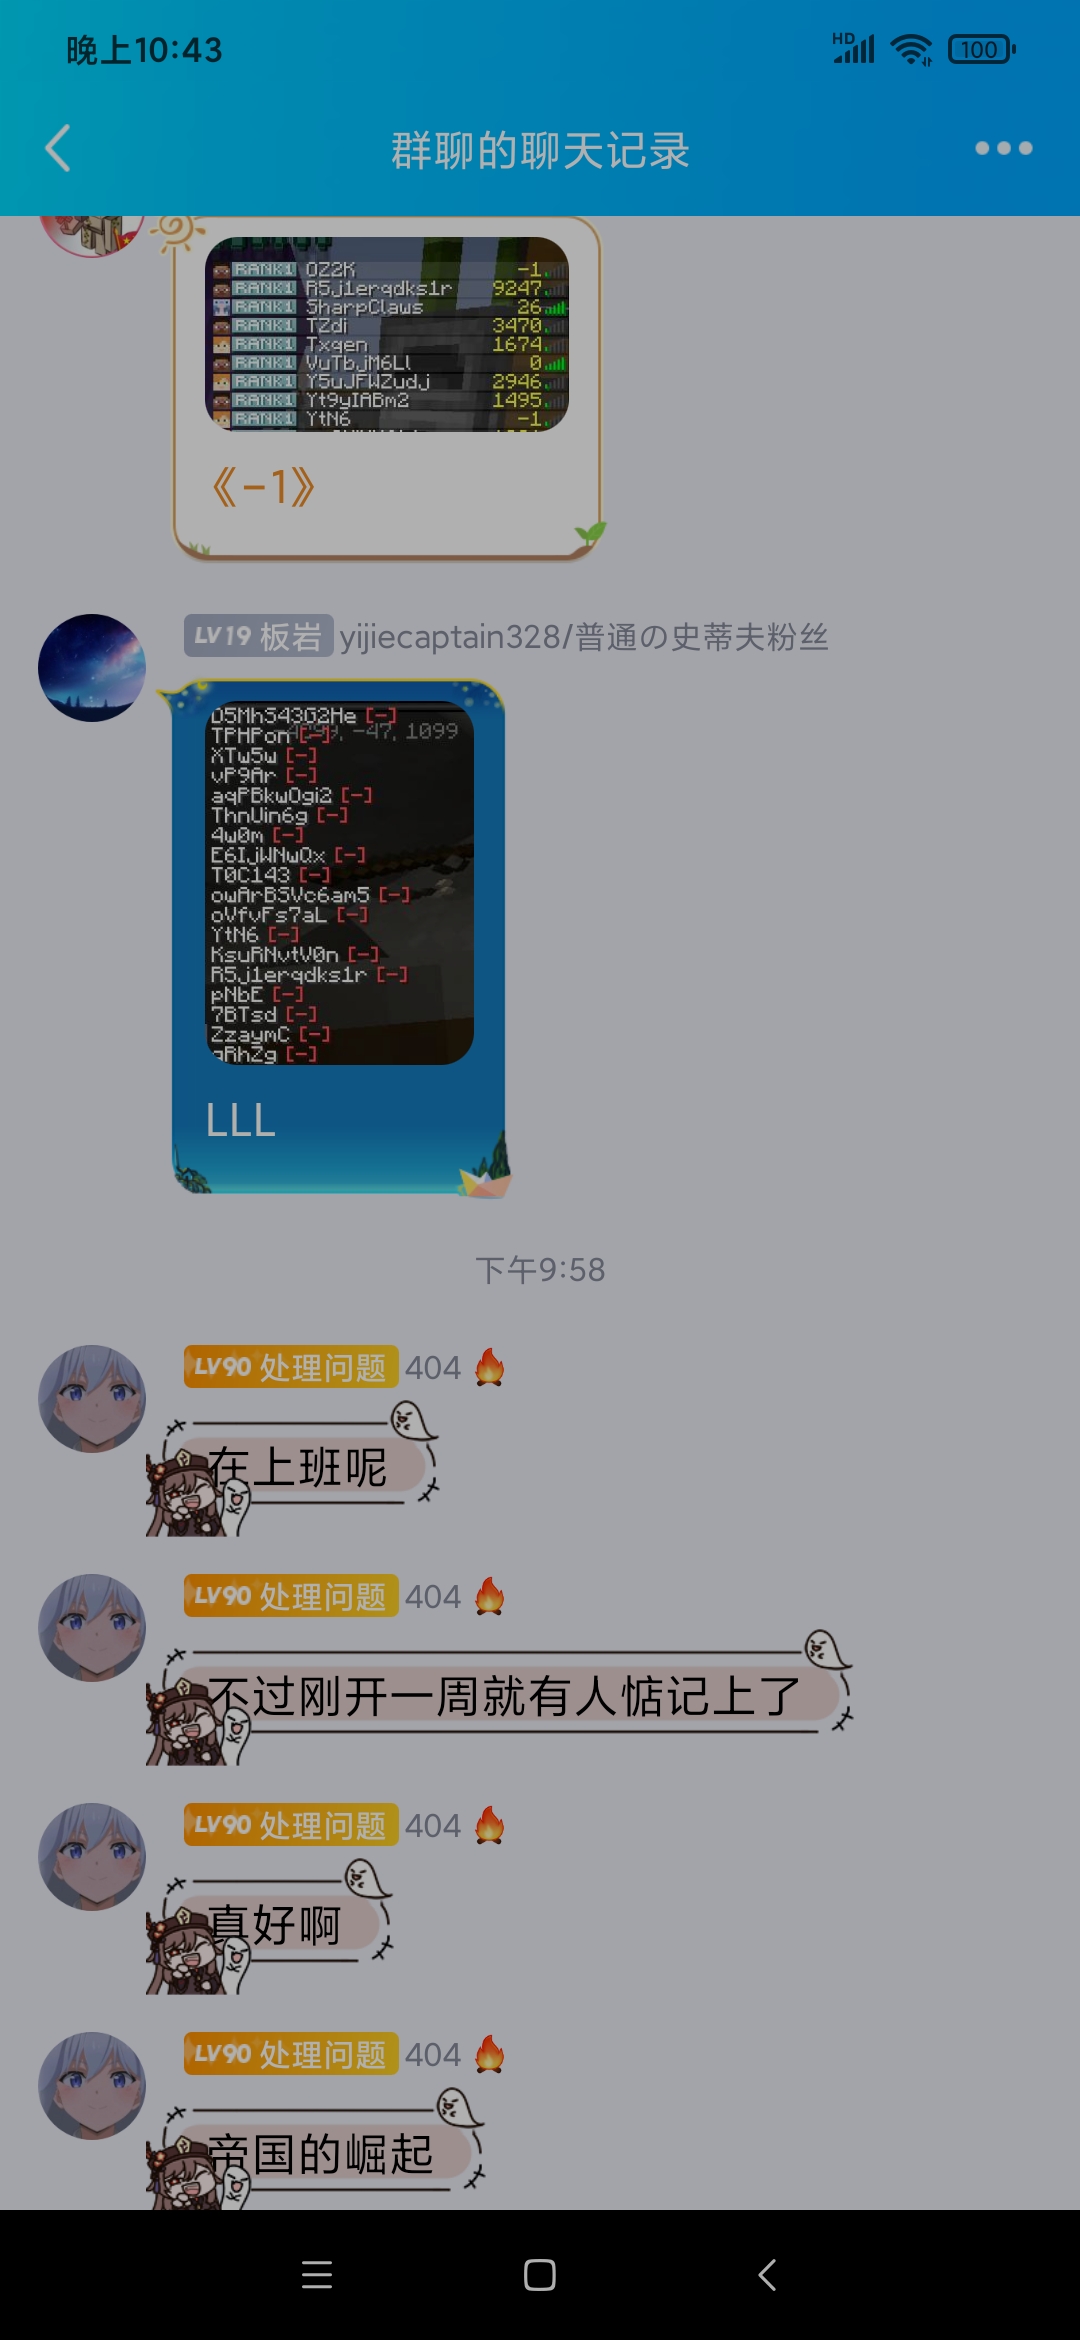 晚上10:43
HD
100
群聊的聊天记录
RANK1 OZ2K -1
RANK1 R5j1erqdks1r 9247
RANK1 SharpClaws 26
RANK1 TZdi 3470
RANK1 Txqen 1674
RANK1 VuTbjM6Ll 0
RANK1 Y5uJFWZudj 2946
RANK1 Yt9yIABm2 1495
RANK1 YtN6 -1
《-1》
LV19 板岩 yijiecaptain328/普通の史蒂夫粉丝
D5MhS43G2He [-]
TPHPon [-] , -47, 1099
XTw5w [-]
vP9Ar [-]
aqPBkwOgi2 [-]
ThnUin6g [-]
4w0m [-]
E6IjWNwQx [-]
T0C143 [-]
owArBSVc6am5 [-]
oVfvFs7aL [-]
YtN6 [-]
KsuRNvtV0n [-]
R5j1erqdks1r [-]
pNbE [-]
7BTsd [-]
ZzaymC [-]
qRhZg [-]
LLL
下午9:58
LV90 处理问题 404 🔥
在上班呢
LV90 处理问题 404 🔥
不过刚开一周就有人惦记上了
LV90 处理问题 404 🔥
真好啊
LV90 处理问题 404 🔥
帝国的崛起